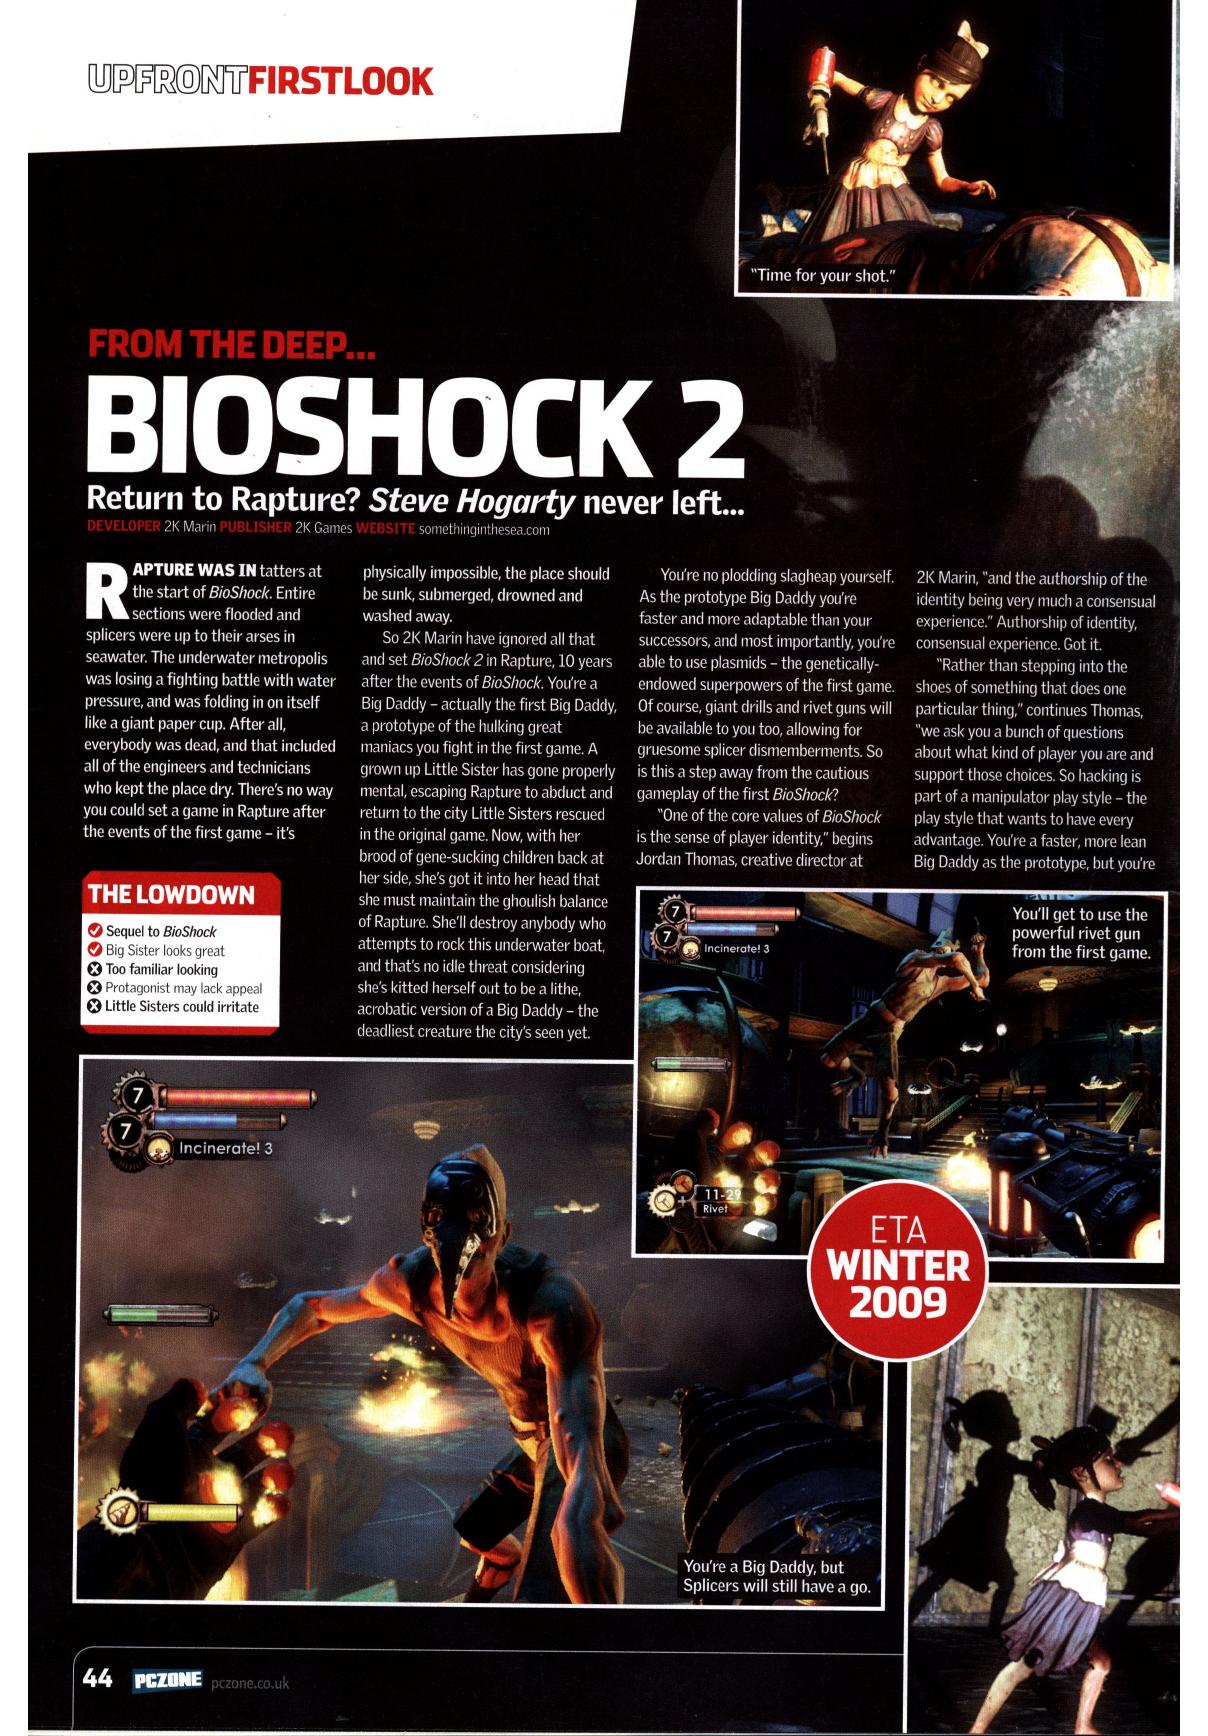 UPFRONTFIRSTLOOK
"Time for your shot."
FROM THE DEEP...
BIOSHOCK 2
Return to Rapture? Steve Hogarty never left...
DEVELOPER 2K Marin PUBLISHER 2K Games WEBSITE somethinginthesea.com
RAPTURE WAS IN tatters at
the start of BioShock. Entire
sections were flooded and
splicers were up to their arses in
seawater. The underwater metropolis
was losing a fighting battle with water
pressure, and was folding in on itself
like a giant paper cup. After all,
everybody was dead, and that included
all of the engineers and technicians
who kept the place dry. There's no way
you could set a game in Rapture after
the events of the first game – it's
physically impossible, the place should
be sunk, submerged, drowned and
washed away.
So 2K Marin have ignored all that
and set BioShock 2 in Rapture, 10 years
after the events of BioShock. You're a
Big Daddy – actually the first Big Daddy,
a prototype of the hulking great
maniacs you fight in the first game. A
grown up Little Sister has gone properly
mental, escaping Rapture to abduct and
return to the city Little Sisters rescued
in the original game. Now, with her
brood of gene-sucking children back at
her side, she's got it into her head that
she must maintain the ghoulish balance
of Rapture. She'll destroy anybody who
attempts to rock this underwater boat,
and that's no idle threat considering
she's kitted herself out to be a lithe,
acrobatic version of a Big Daddy – the
deadliest creature the city's seen yet.
You're no plodding slagheap yourself.
As the prototype Big Daddy you're
faster and more adaptable than your
successors, and most importantly, you're
able to use plasmids – the genetically-
endowed superpowers of the first game.
Of course, giant drills and rivet guns will
be available to you too, allowing for
gruesome splicer dismemberments. So
is this a step away from the cautious
gameplay of the first BioShock?
"One of the core values of BioShock
is the sense of player identity," begins
Jordan Thomas, creative director at
2K Marin, "and the authorship of the
identity being very much a consensual
experience." Authorship of identity,
consensual experience. Got it.
"Rather than stepping into the
shoes of something that does one
particular thing," continues Thomas,
"we ask you a bunch of questions
about what kind of player you are and
support those choices. So hacking is
part of a manipulator play style – the
play style that wants to have every
advantage. You're a faster, more lean
Big Daddy as the prototype, but you're
THE LOWDOWN
Sequel to BioShock
Big Sister looks great
Too familiar looking
Protagonist may lack appeal
Little Sisters could irritate
7
7
Incinerate! 3
You'll get to use the
powerful rivet gun
from the first game.
11-29
Rivet
7
7
Incinerate! 3
ETA
WINTER
2009
You're a Big Daddy, but
Splicers will still have a go.
44 PCZONE pczone.co.uk